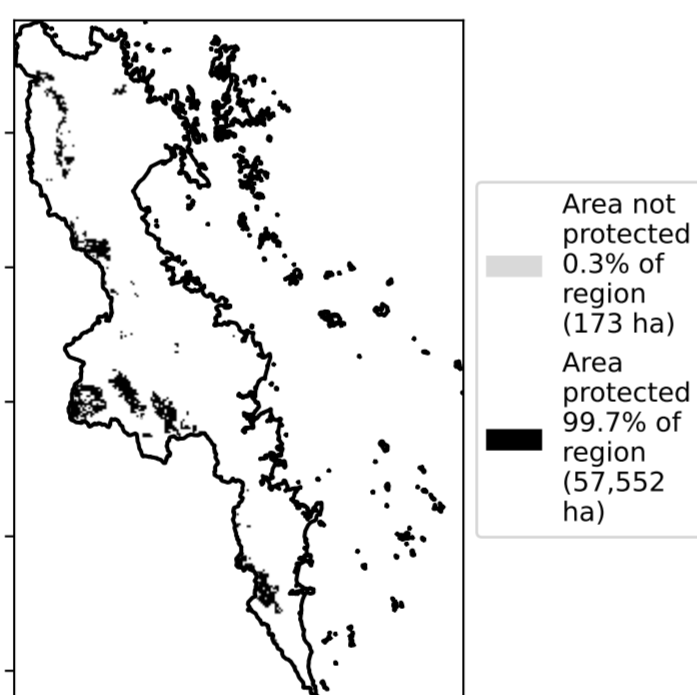 Area not
protected
0.3% of
region
(173 ha)
Area
protected
99.7% of
region
(57,552
ha)